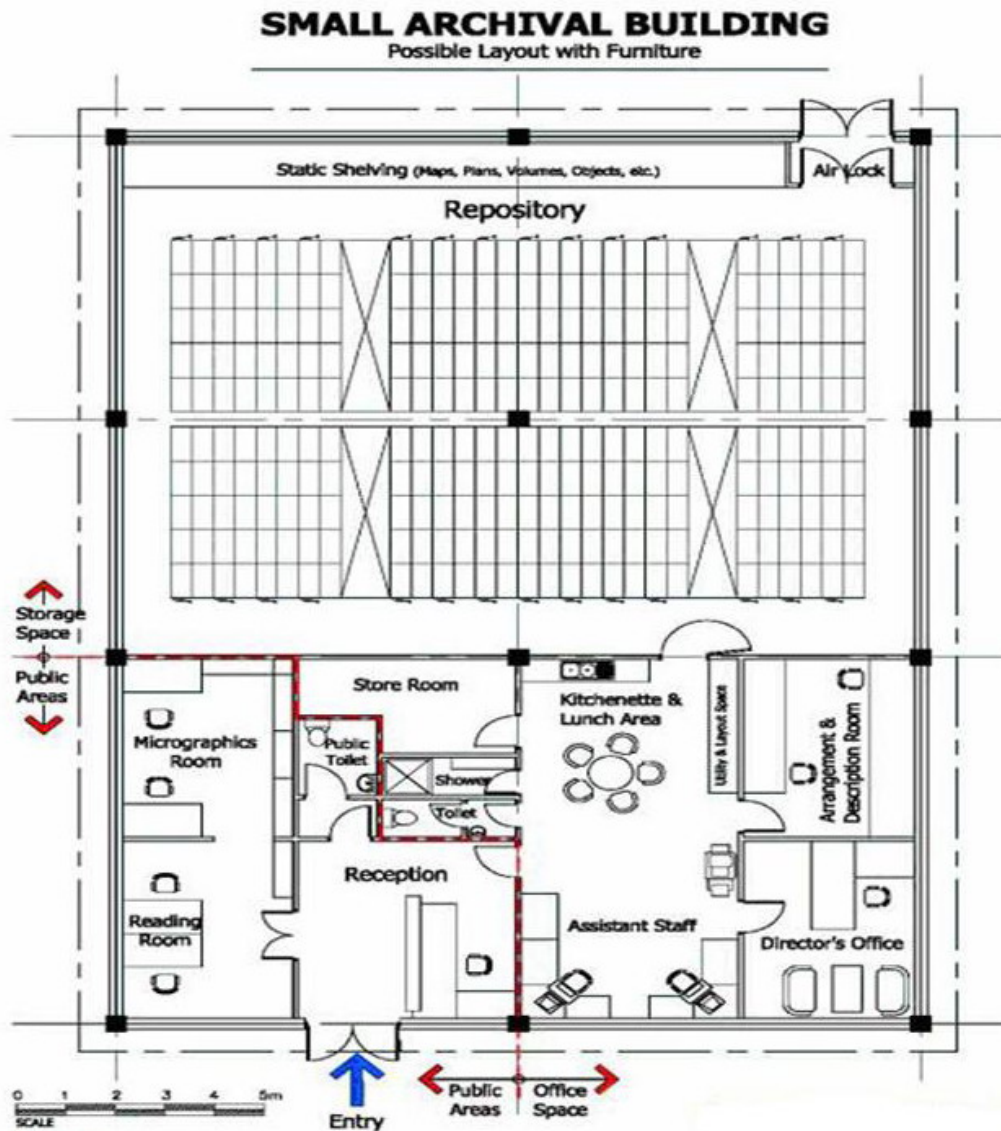 SMALL ARCHIVAL BUILDING
Possible Layout with Furniture
Static Shelving (Maps, Plans, Volumes, Objects, etc.)
Air Lock
Repository
Storage
Space
Public
Areas
Store Room
Kitchenette &
Lunch Area
Utility & Layout Space
Arrangement &
Description Room
Micrographics
Room
Public
Toilet
Shower
Toilet
Reception
Reading
Room
Assistant Staff
Director's Office
0 1 2 3 4 5m
SCALE
Entry
Public
Areas
Office
Space